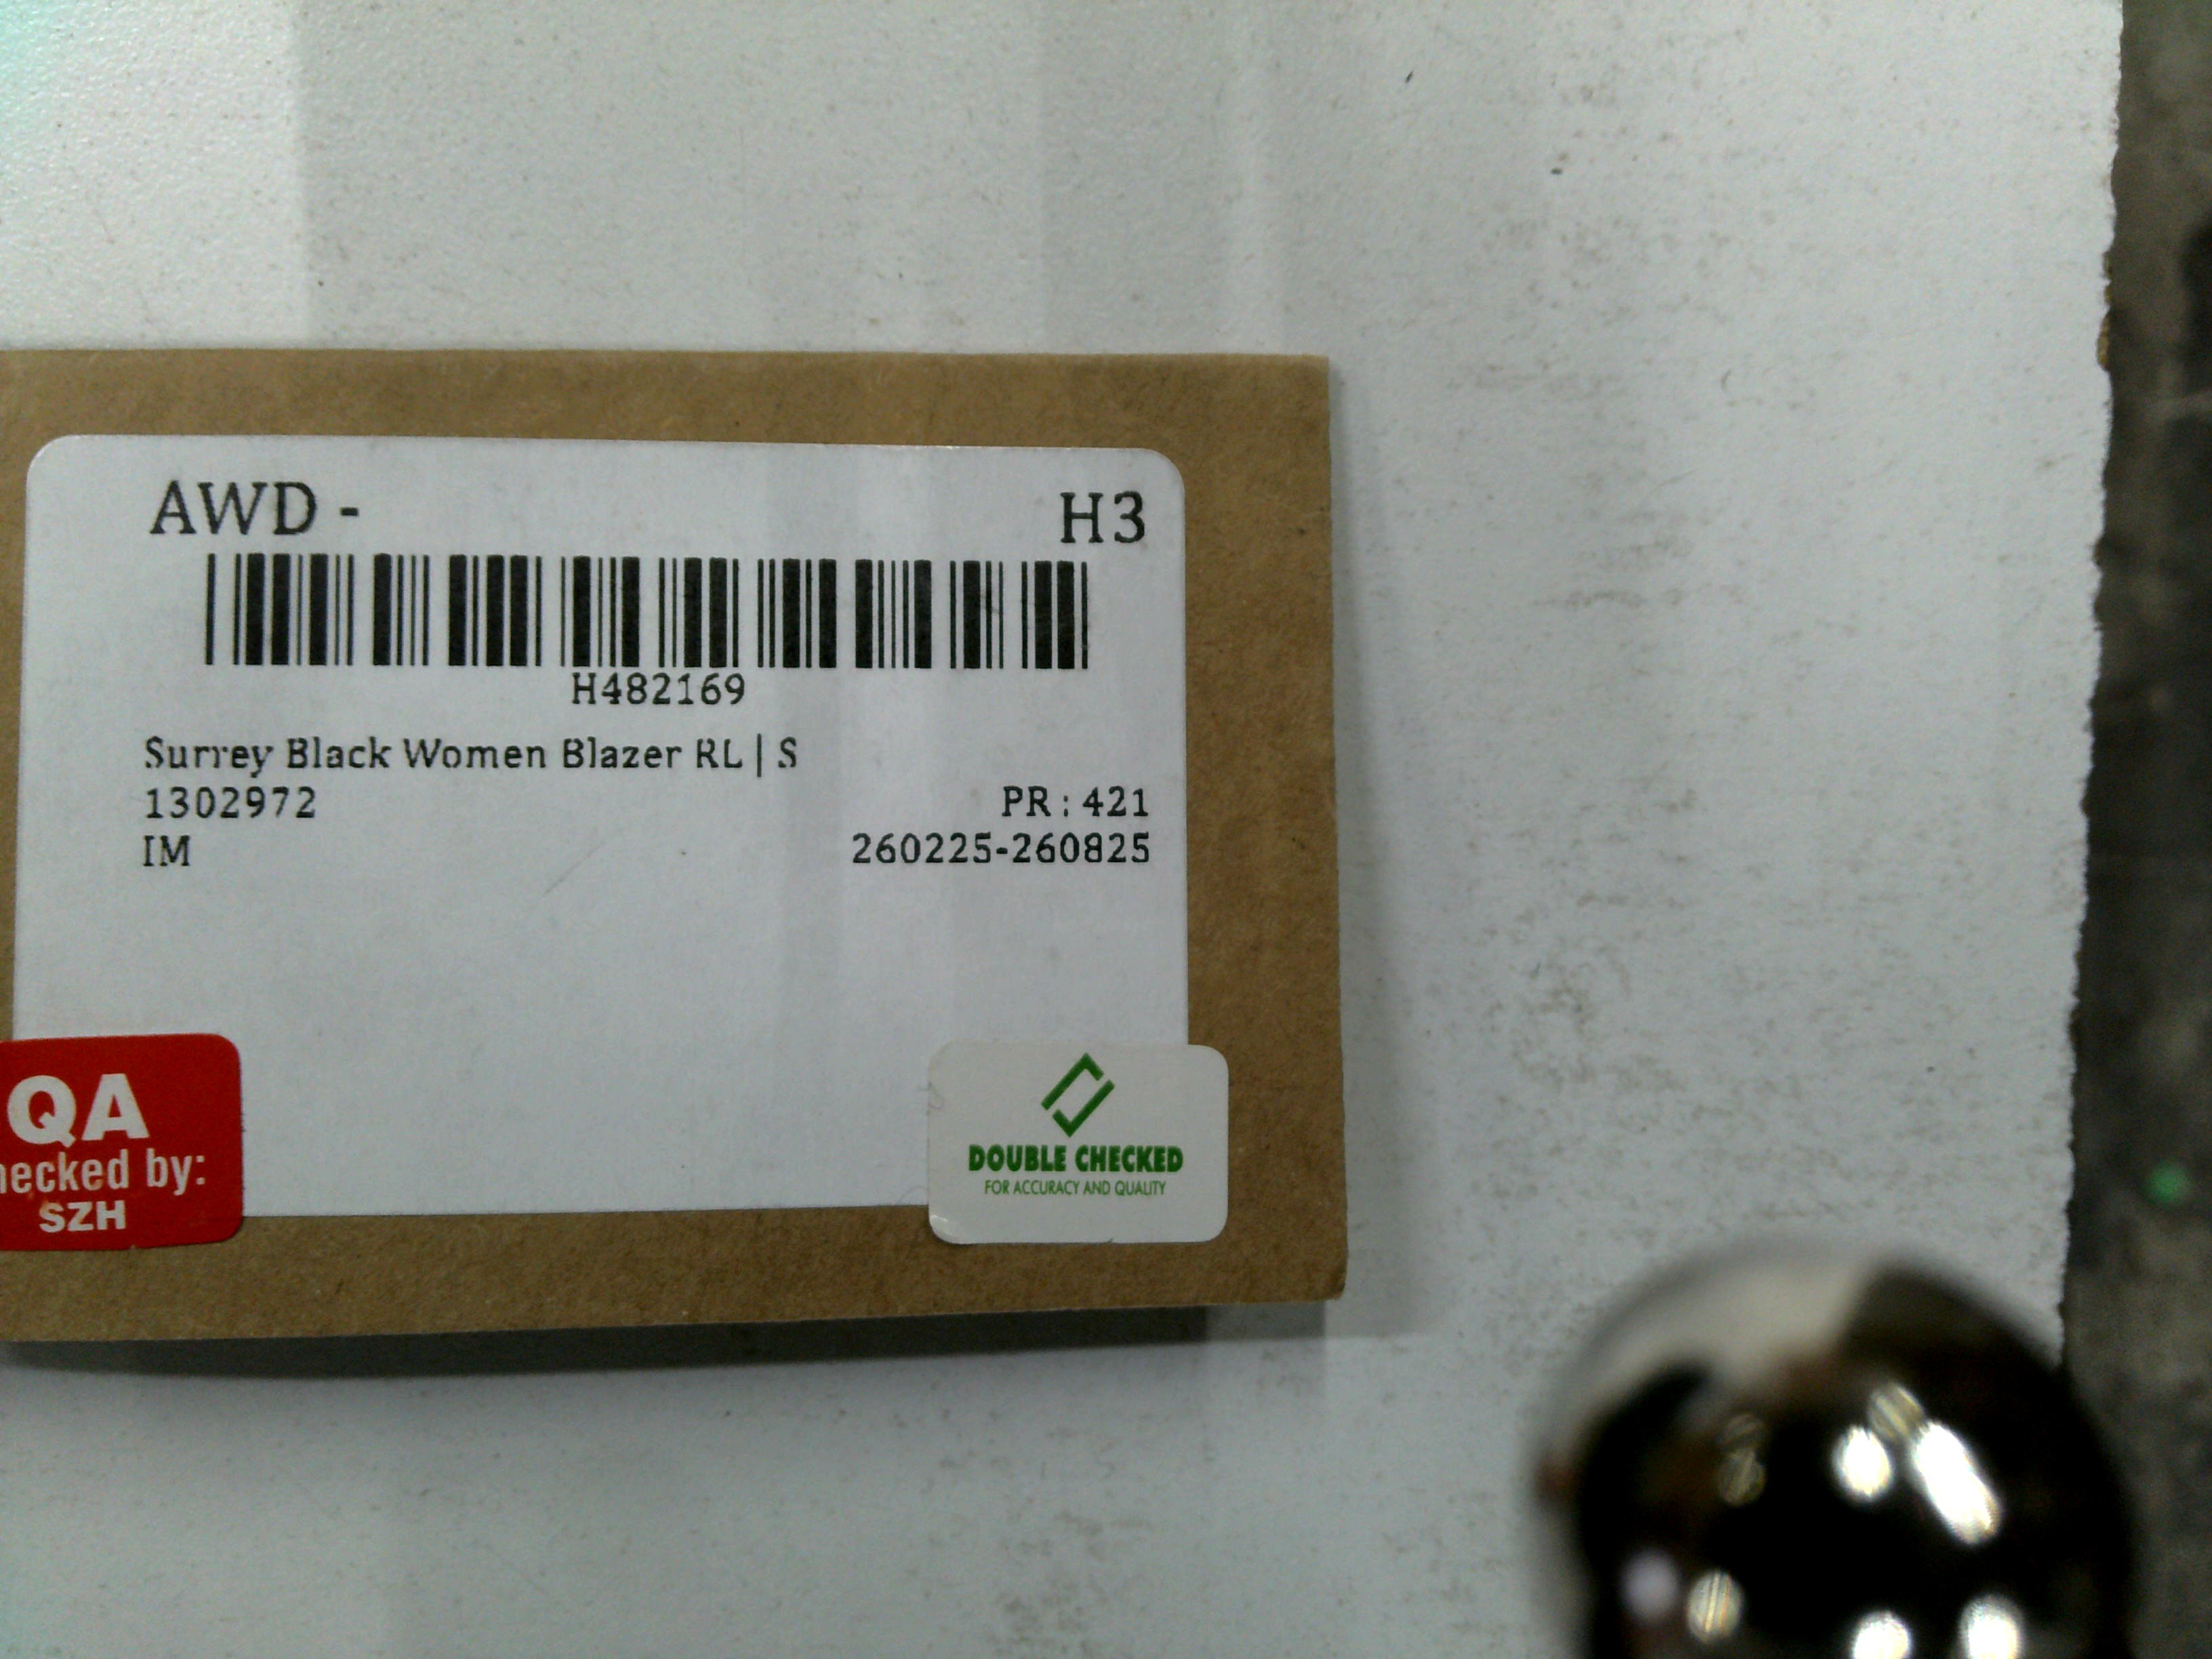 AWD - H3
H482169
Surrey Black Women Blazer RL | S
1302972 PR : 421
IM 260225-260825
QA
hecked by:
SZH
DOUBLE CHECKED
FOR ACCURACY AND QUALITY